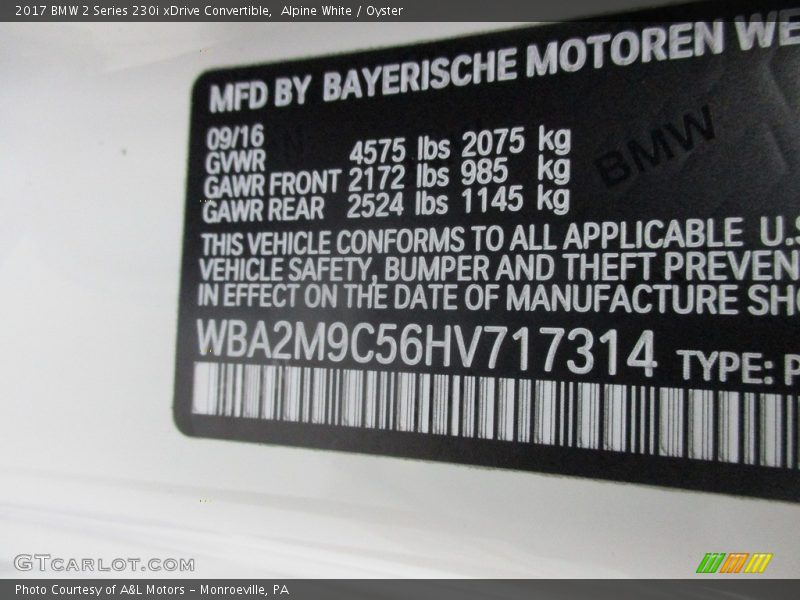 2017 BMW 2 Series 230i xDrive Convertible, Alpine White / Oyster
MFD BY BAYERISCHE MOTOREN WE
09/16
GVWR 4575 lbs 2075 kg
GAWR FRONT 2172 lbs 985 kg
GAWR REAR 2524 lbs 1145 kg
BMW
THIS VEHICLE CONFORMS TO ALL APPLICABLE U.S
VEHICLE SAFETY, BUMPER AND THEFT PREVEN
IN EFFECT ON THE DATE OF MANUFACTURE SHO
WBA2M9C56HV717314 TYPE: P
GTCARLOT.COM
Photo Courtesy of A&L Motors - Monroeville, PA